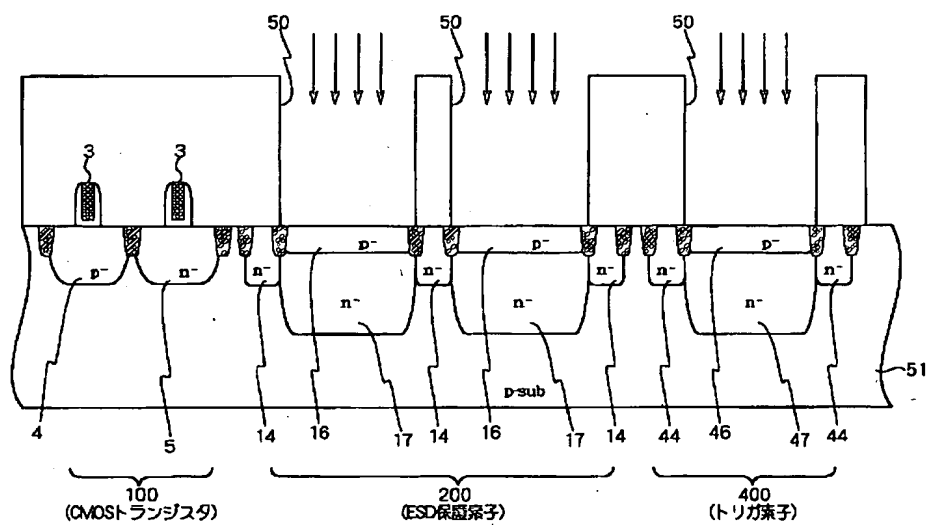 50 50 50
3 3
p⁻ n⁻ n⁻ p⁻ n⁻ p⁻ n⁻ n⁻ p⁻ n⁻
n⁻ n⁻ n⁻
p-sub
51
4 5 14 16 17 14 16 17 14 44 46 47 44
100 200 400
(CMOSトランジスタ) (ESD保護素子) (トリガ素子)